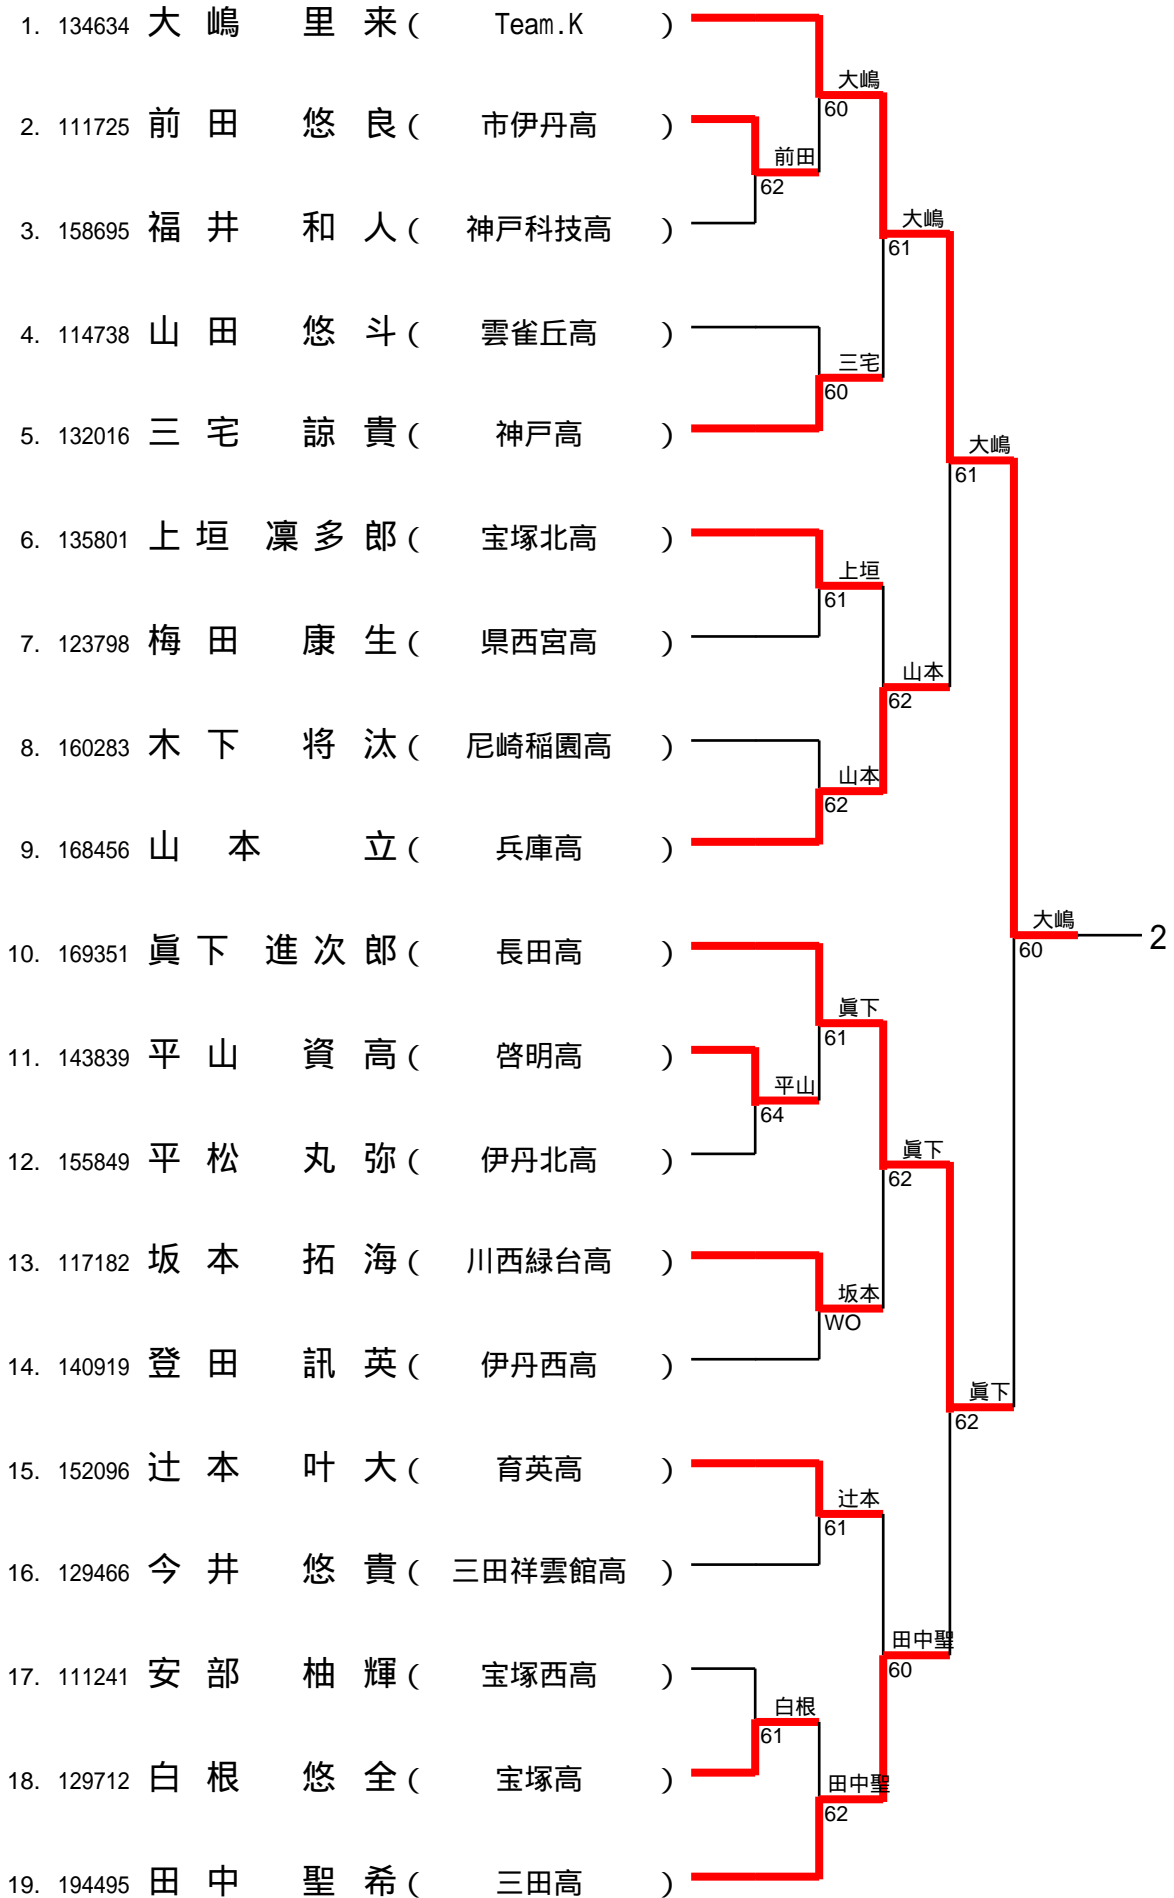 1. 134634 大嶋 里来 ( Team.K )
大嶋
60
2. 111725 前田 悠良 ( 市伊丹高 )
前田
62
3. 158695 福井 和人 ( 神戸科技高 )
大嶋
61
4. 114738 山田 悠斗 ( 雲雀丘高 )
三宅
60
5. 132016 三宅 諒貴 ( 神戸高 )
大嶋
61
6. 135801 上垣 凜多郎 ( 宝塚北高 )
上垣
61
7. 123798 梅田 康生 ( 県西宮高 )
山本
62
8. 160283 木下 将汰 ( 尼崎稲園高 )
山本
62
9. 168456 山本 立 ( 兵庫高 )
大嶋
60
2
10. 169351 眞下 進次郎 ( 長田高 )
眞下
61
11. 143839 平山 資高 ( 啓明高 )
平山
64
12. 155849 平松 丸弥 ( 伊丹北高 )
眞下
62
13. 117182 坂本 拓海 ( 川西緑台高 )
坂本
WO
14. 140919 登田 訊英 ( 伊丹西高 )
眞下
62
15. 152096 辻本 叶大 ( 育英高 )
辻本
61
16. 129466 今井 悠貴 ( 三田祥雲館高 )
田中聖
60
17. 111241 安部 柚輝 ( 宝塚西高 )
白根
61
18. 129712 白根 悠全 ( 宝塚高 )
田中聖
62
19. 194495 田中 聖希 ( 三田高 )